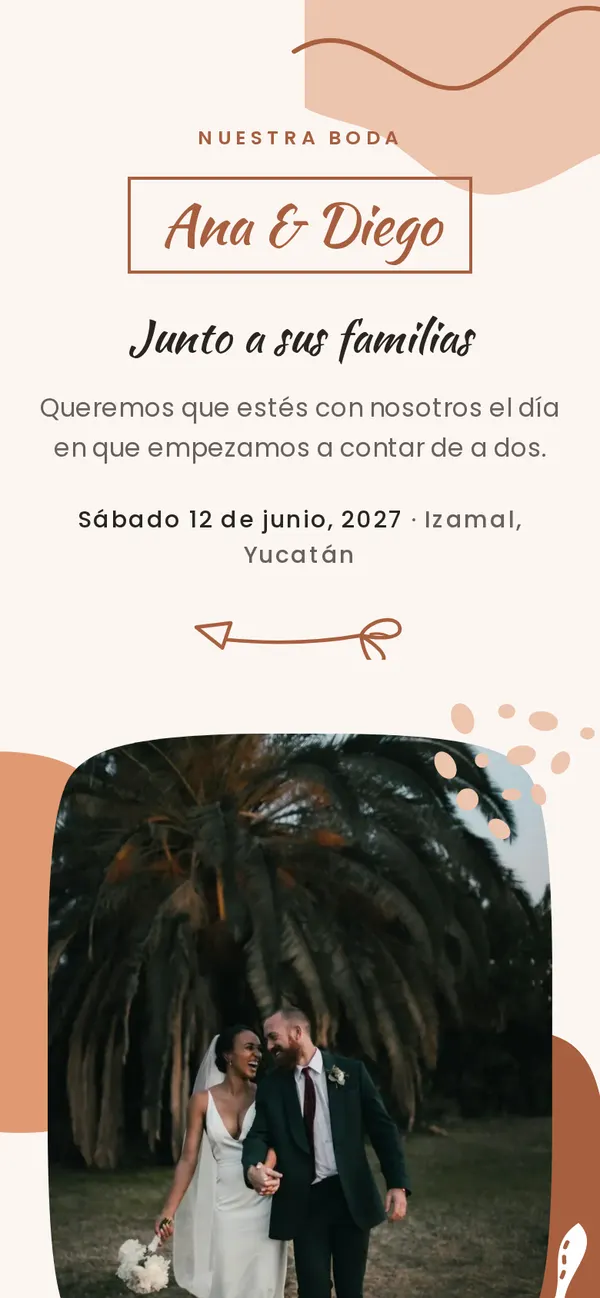 NUESTRA BODA
Ana & Diego
Junto a sus familias
Queremos que estés con nosotros el día
en que empezamos a contar de a dos.
Sábado 12 de junio, 2027 · Izamal,
Yucatán